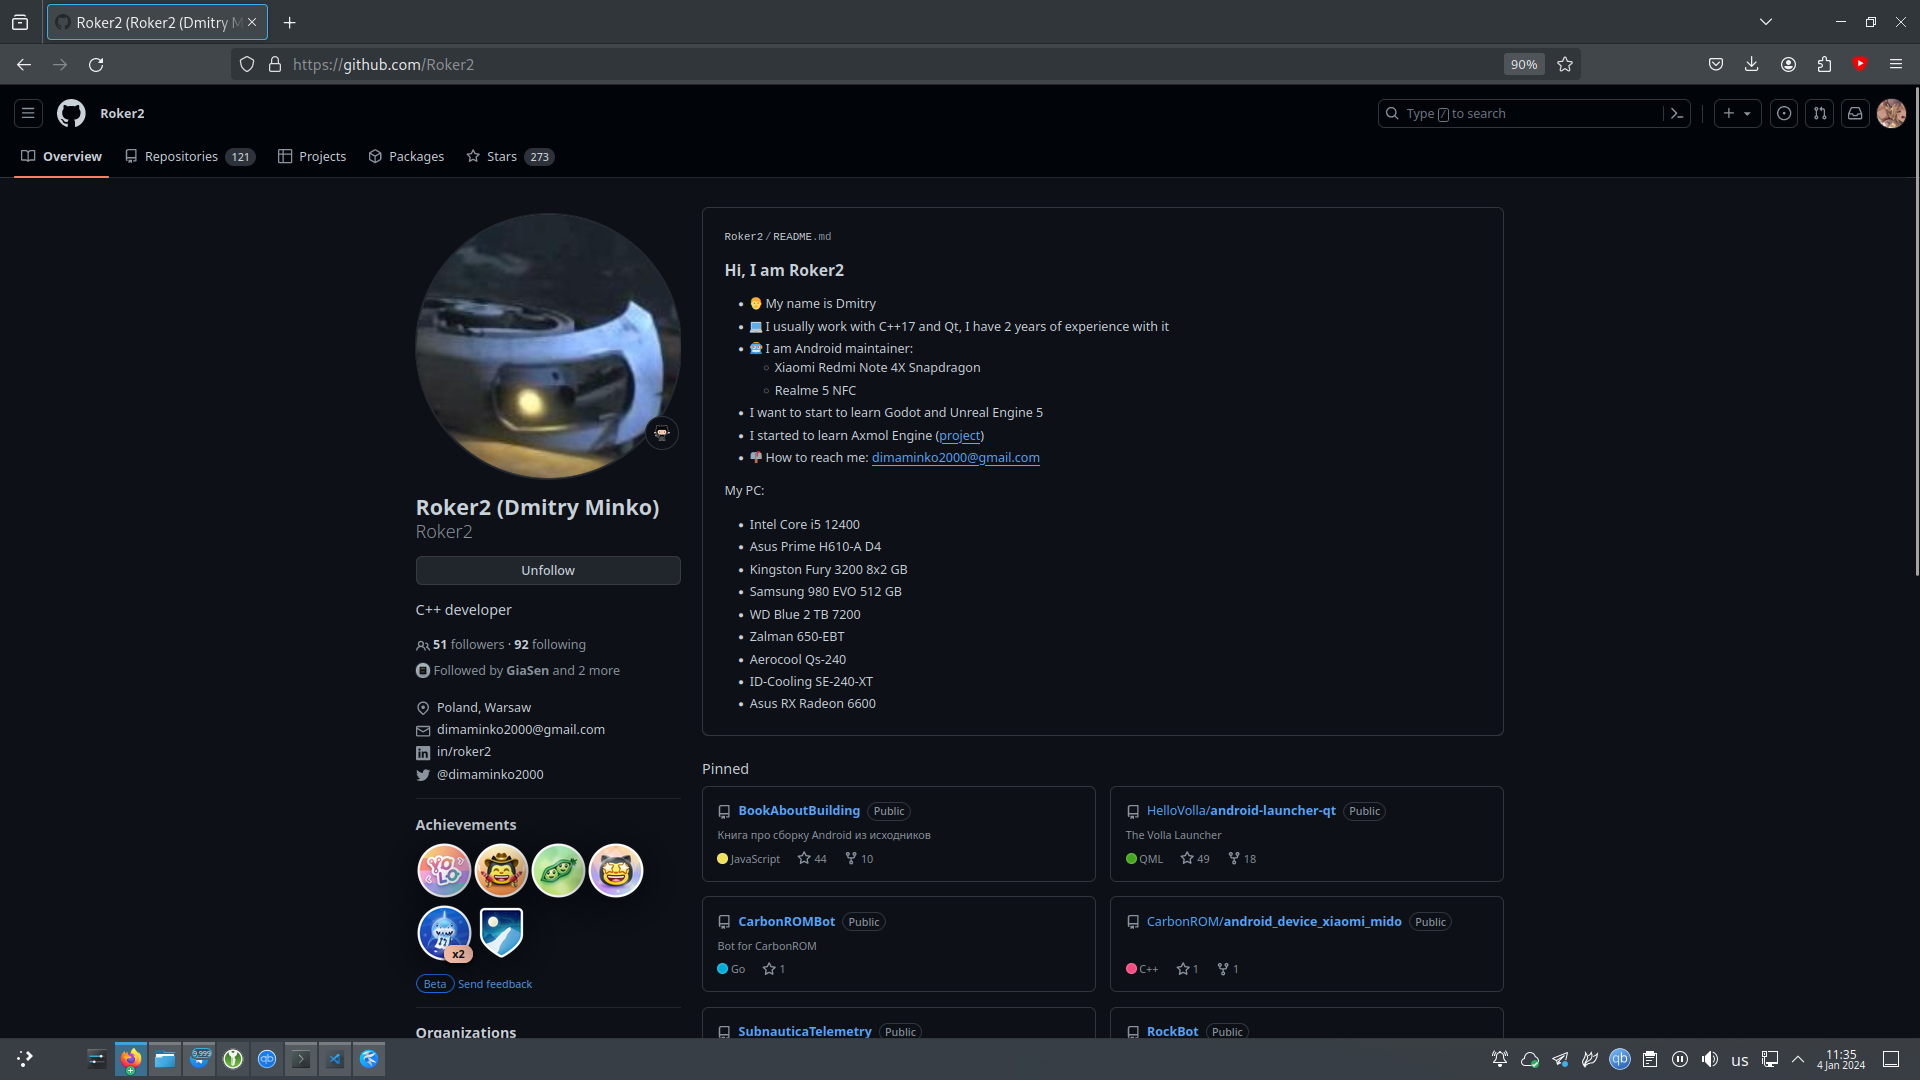 Roker2 (Roker2 (Dmitry M
https://github.com/Roker2
90%
Roker2
Type / to search
Overview
Repositories 121
Projects
Packages
Stars 273
Roker2/README.md
Hi, I am Roker2
My name is Dmitry
I usually work with C++17 and Qt, I have 2 years of experience with it
I am Android maintainer:
Xiaomi Redmi Note 4X Snapdragon
Realme 5 NFC
I want to start to learn Godot and Unreal Engine 5
I started to learn Axmol Engine (project)
How to reach me: dimaminko2000@gmail.com
My PC:
Intel Core i5 12400
Asus Prime H610-A D4
Kingston Fury 3200 8x2 GB
Samsung 980 EVO 512 GB
WD Blue 2 TB 7200
Zalman 650-EBT
Aerocool Qs-240
ID-Cooling SE-240-XT
Asus RX Radeon 6600
Roker2 (Dmitry Minko)
Roker2
Unfollow
C++ developer
51 followers · 92 following
Followed by GiaSen and 2 more
Poland, Warsaw
dimaminko2000@gmail.com
in/roker2
@dimaminko2000
Achievements
YOLO
x2
Beta Send feedback
Organizations
Pinned
BookAboutBuilding Public
Книга про сборку Android из исходников
JavaScript 44 10
HelloVolla/android-launcher-qt Public
The Volla Launcher
QML 49 18
CarbonROMBot Public
Bot for CarbonROM
Go 1
CarbonROM/android_device_xiaomi_mido Public
C++ 1 1
SubnauticaTelemetry Public
RockBot Public
9,999
qb
qb
us
11:35
4 Jan 2024